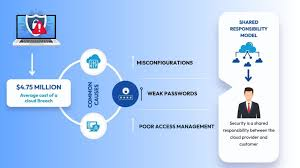 $4.75 MILLION
Average cost of a
cloud Breach
COMMON
CAUSES
MISCONFIGURATIONS
WEAK PASSWORDS
POOR ACCESS MANAGEMENT
SHARED
RESPONSIBILITY
MODEL
Security is a shared
responsibility between the
cloud provider and
customer